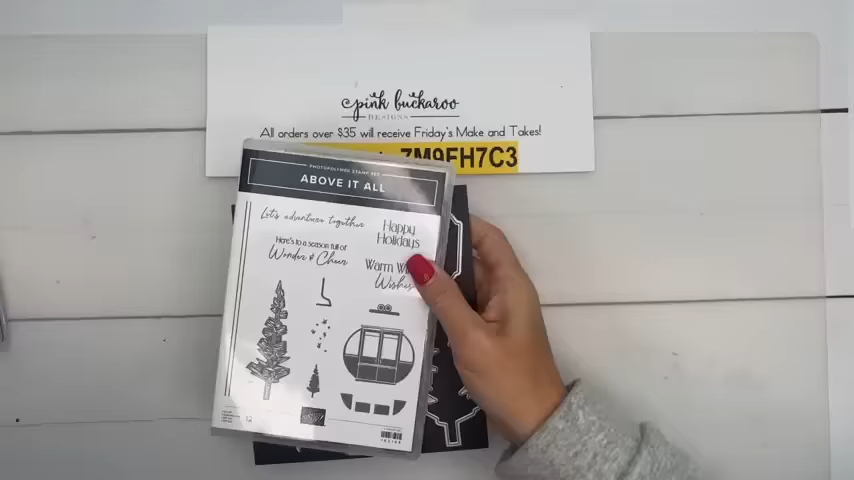 pink buckaroo
DESIGNS
All orders over $35 will receive Friday's Make and Takes!
7M9FH7C3
PHOTOPOLYMER STAMP SET
ABOVE IT ALL
Let's adventure together
Happy
Holidays
Here's to a season full of
Wonder & Cheer
Warm
Wishes